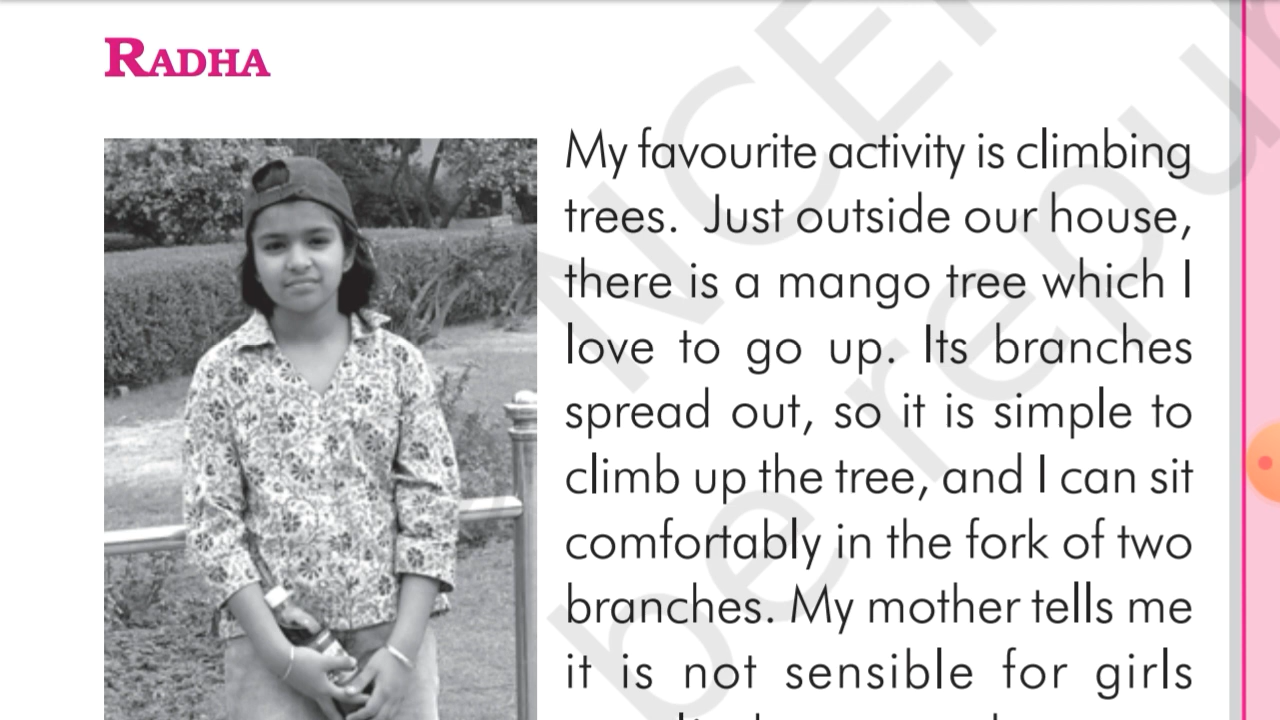 RADHA
My favourite activity is climbing
trees. Just outside our house,
there is a mango tree which I
love to go up. Its branches
spread out, so it is simple to
climb up the tree, and I can sit
comfortably in the fork of two
branches. My mother tells me
it is not sensible for girls